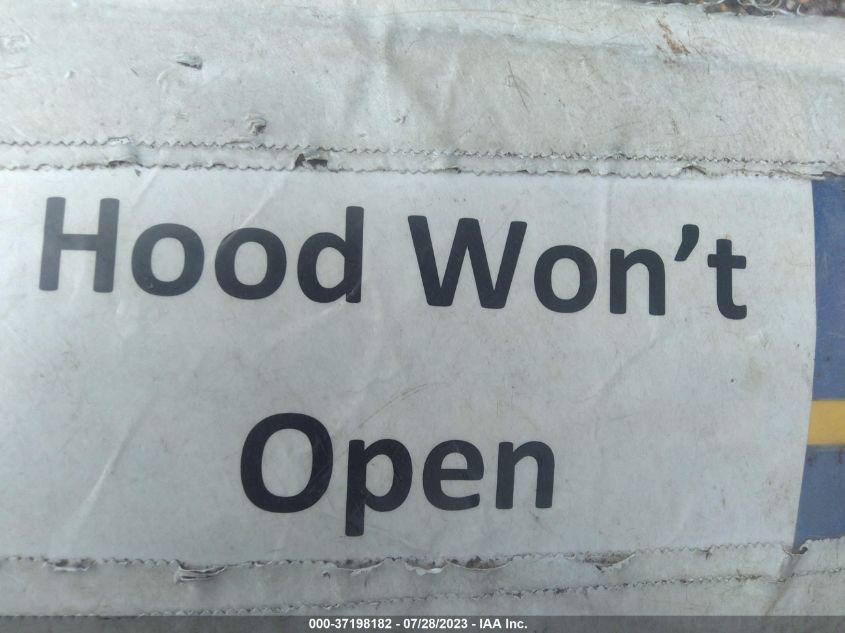 Hood Won’t
Open
000-37198182 - 07/28/2023 - IAA Inc.